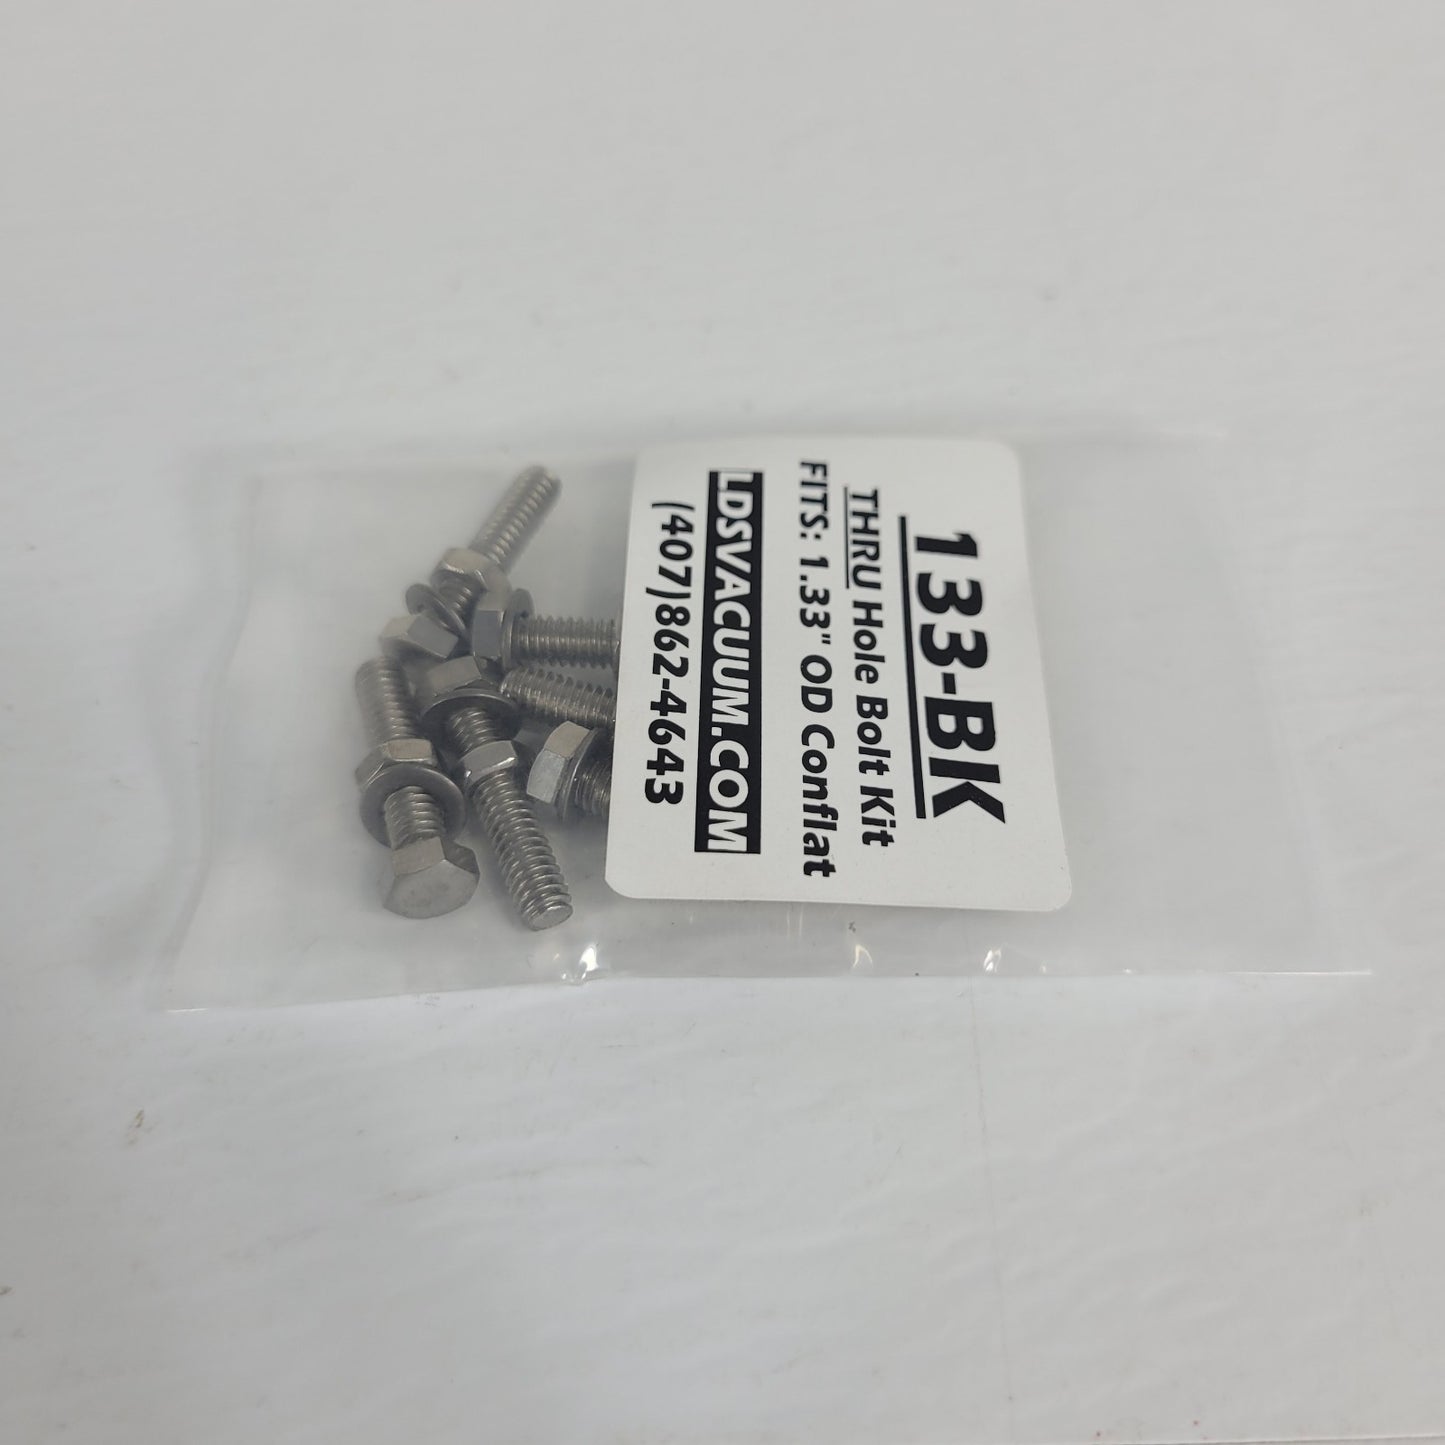 133-BK
THRU Hole Bolt Kit
FITS: 1.33" OD Conflat
LDSVACUUM.COM
(407)862-4643